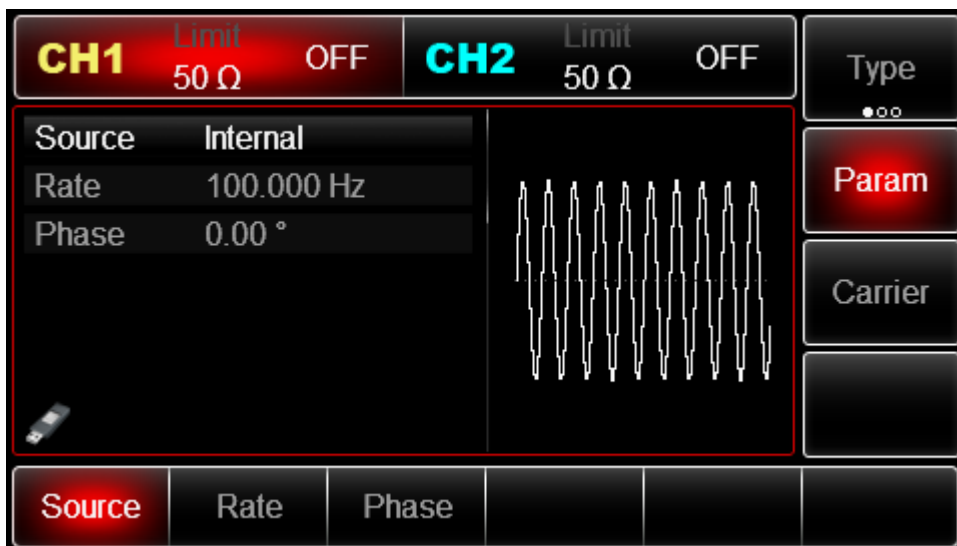 CH1 Limit 50 Ω OFF
CH2 Limit 50 Ω OFF
Type
Source Internal
Rate 100.000 Hz
Phase 0.00 °
Param
Carrier
Source Rate Phase